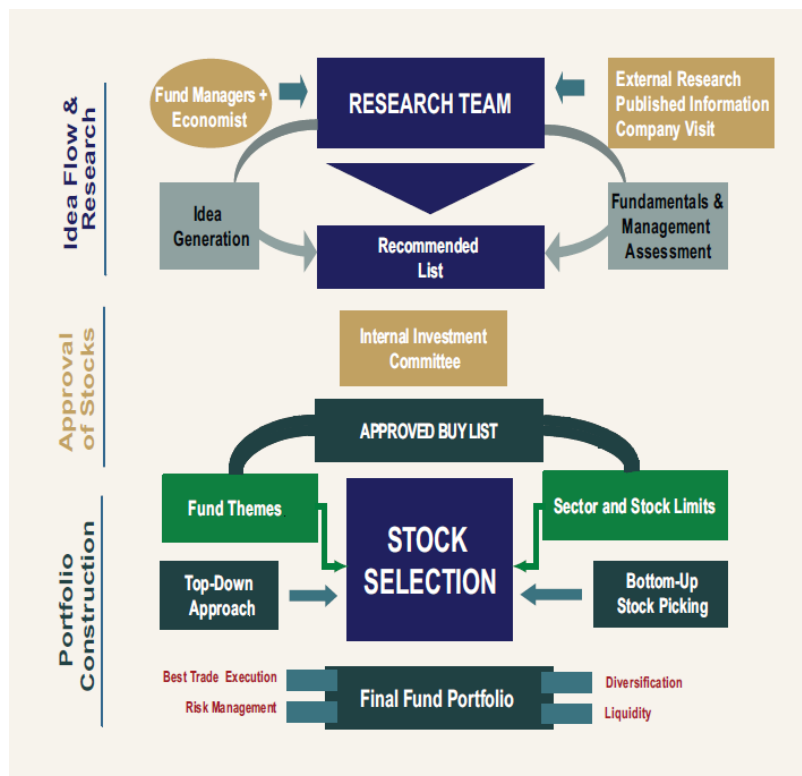 Idea Flow &
Research
Fund Managers +
Economist
RESEARCH TEAM
External Research
Published Information
Company Visit
Idea
Generation
Recommended
List
Fundamentals &
Management
Assessment
Approval
of Stocks
Internal Investment
Committee
APPROVED BUY LIST
Portfolio
Construction
Fund Themes
STOCK
SELECTION
Sector and Stock Limits
Top-Down
Approach
Bottom-Up
Stock Picking
Best Trade Execution
Risk Management
Final Fund Portfolio
Diversification
Liquidity